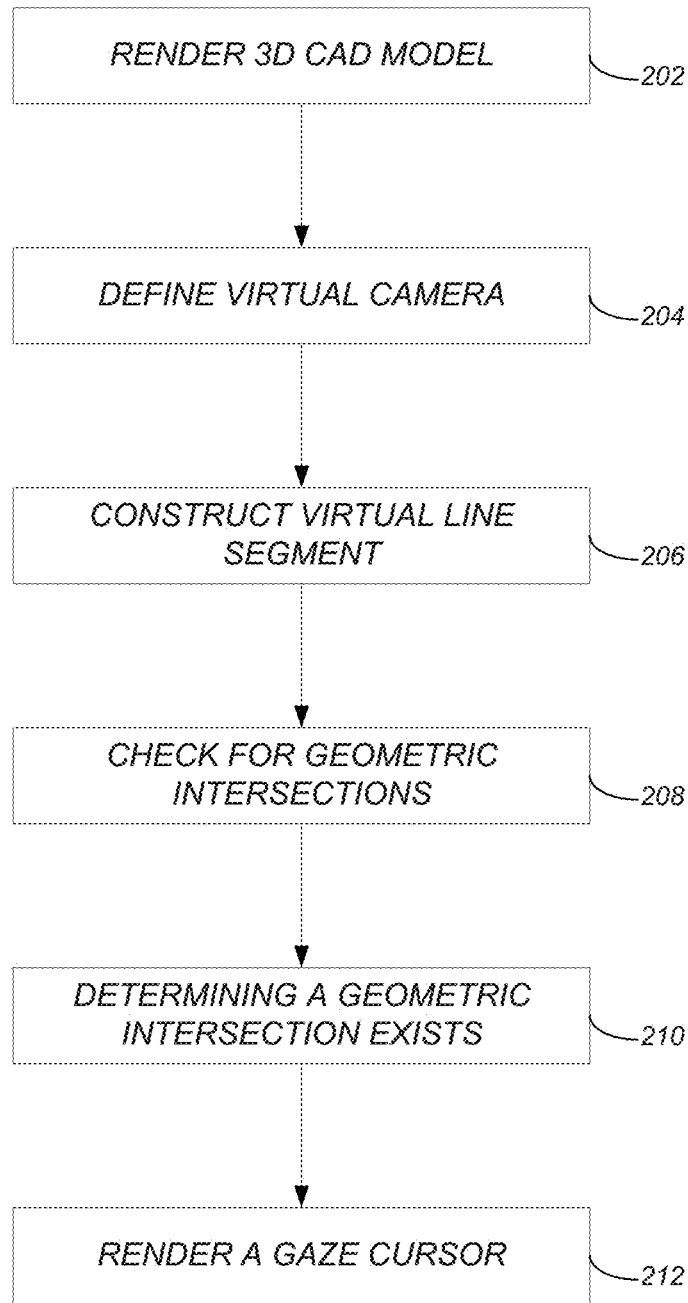 RENDER 3D CAD MODEL
202
DEFINE VIRTUAL CAMERA
204
CONSTRUCT VIRTUAL LINE
SEGMENT
206
CHECK FOR GEOMETRIC
INTERSECTIONS
208
DETERMINING A GEOMETRIC
INTERSECTION EXISTS
210
RENDER A GAZE CURSOR
212